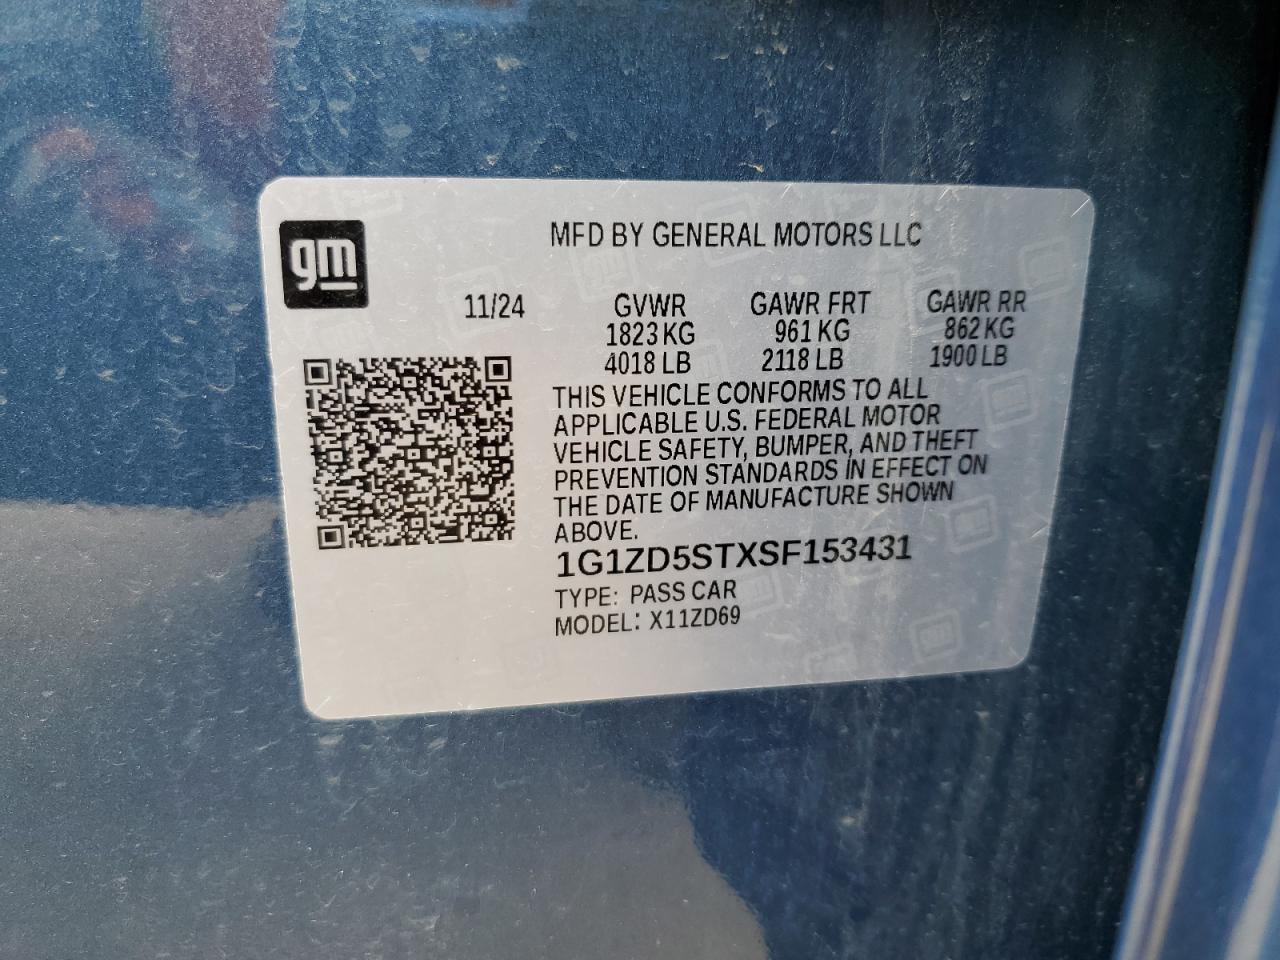 gm
MFD BY GENERAL MOTORS LLC
11/24 GVWR GAWR FRT GAWR RR
1823 KG 961 KG 862 KG
4018 LB 2118 LB 1900 LB
THIS VEHICLE CONFORMS TO ALL
APPLICABLE U.S. FEDERAL MOTOR
VEHICLE SAFETY, BUMPER, AND THEFT
PREVENTION STANDARDS IN EFFECT ON
THE DATE OF MANUFACTURE SHOWN
ABOVE.
1G1ZD5STXSF153431
TYPE: PASS CAR
MODEL: X11ZD69